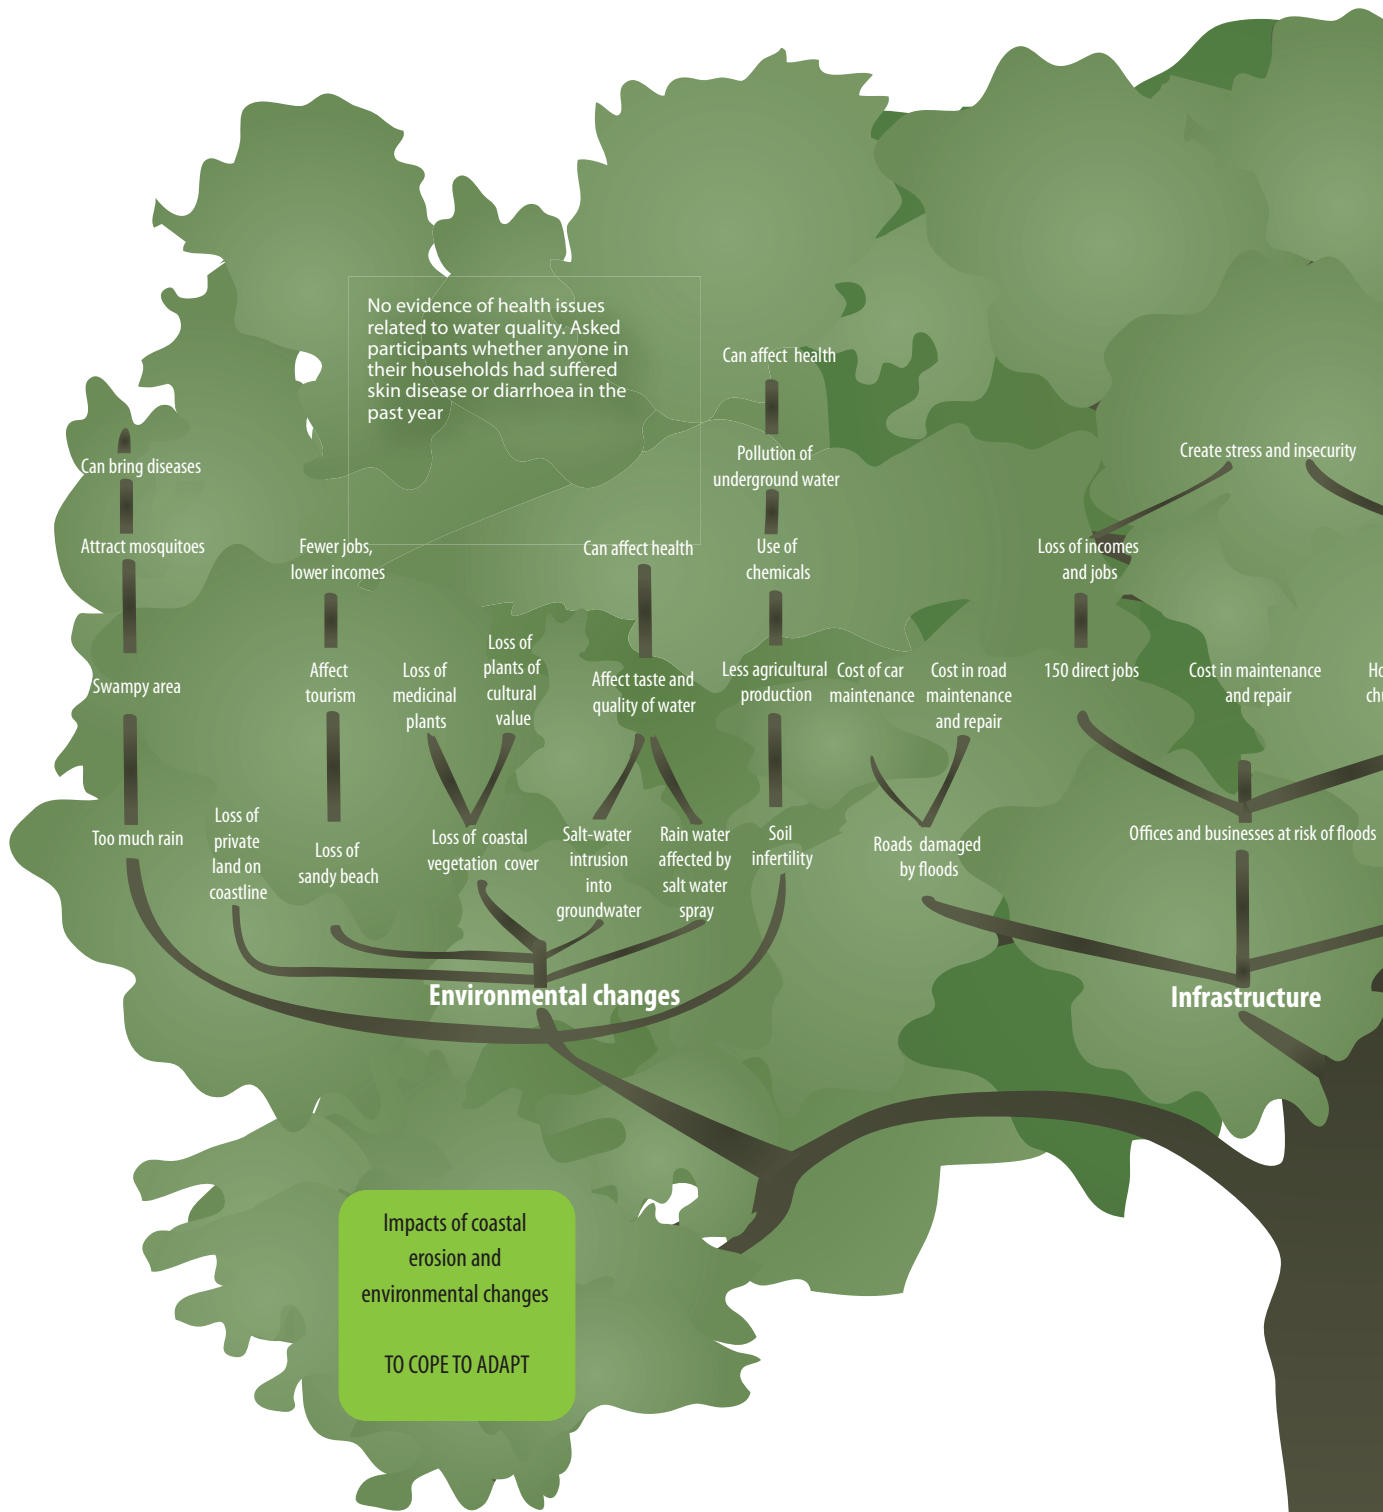 No evidence of health issues
related to water quality. Asked
participants whether anyone in
their households had suffered
skin disease or diarrhoea in the
past year
Can affect health
Pollution of
underground water
Create stress and insecurity
Can bring diseases
Attract mosquitoes
Fewer jobs,
lower incomes
Can affect health
Use of
chemicals
Loss of incomes
and jobs
Swampy area
Affect
tourism
Loss of
medicinal
plants
Loss of
plants of
cultural
value
Affect taste and
quality of water
Less agricultural
production
Cost of car
maintenance
Cost in road
maintenance
and repair
150 direct jobs
Cost in maintenance
and repair
Too much rain
Loss of
private
land on
coastline
Loss of
sandy beach
Loss of coastal
vegetation cover
Salt-water
intrusion
into
groundwater
Rain water
affected by
salt water
spray
Soil
infertility
Roads damaged
by floods
Offices and businesses at risk of floods
Environmental changes
Infrastructure
Impacts of coastal
erosion and
environmental changes
TO COPE TO ADAPT